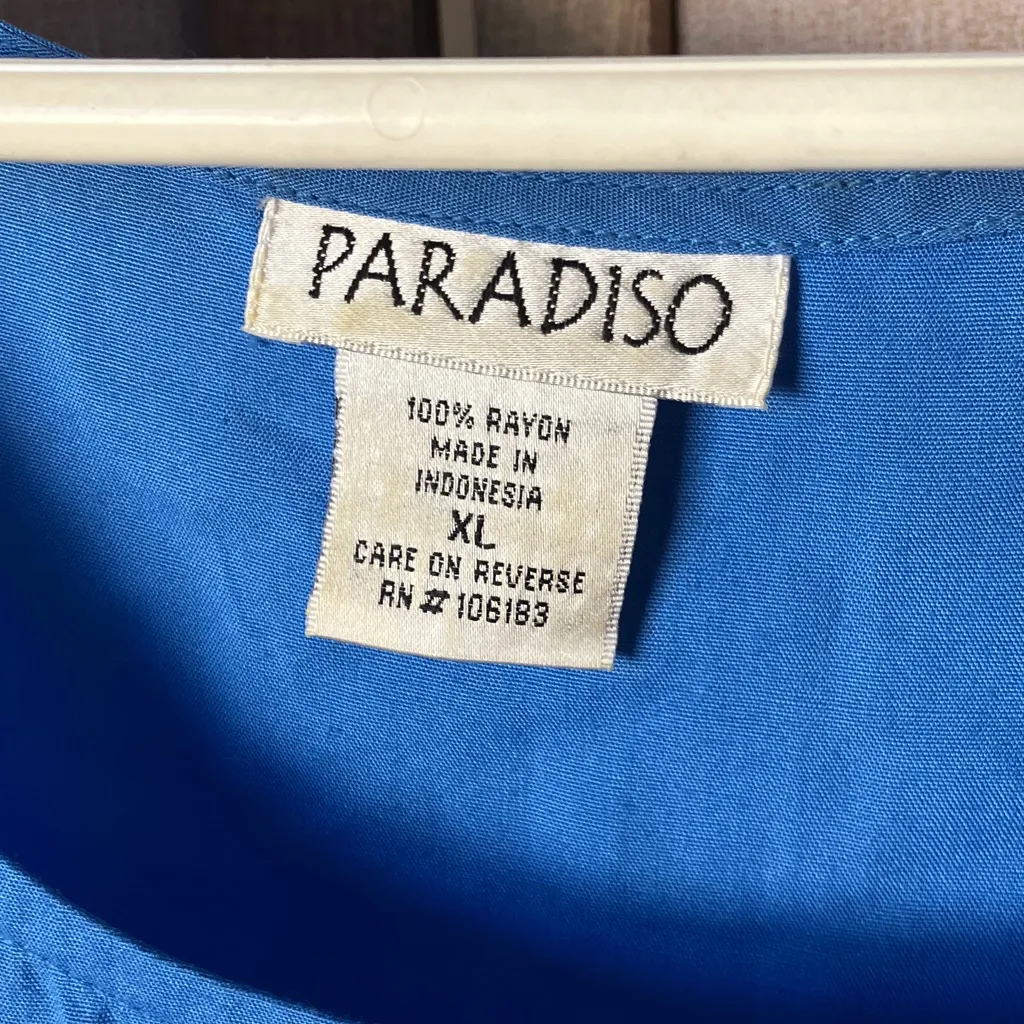 PARADISO
100% RAYON
MADE IN
INDONESIA
XL
CARE ON REVERSE
RN # 106183